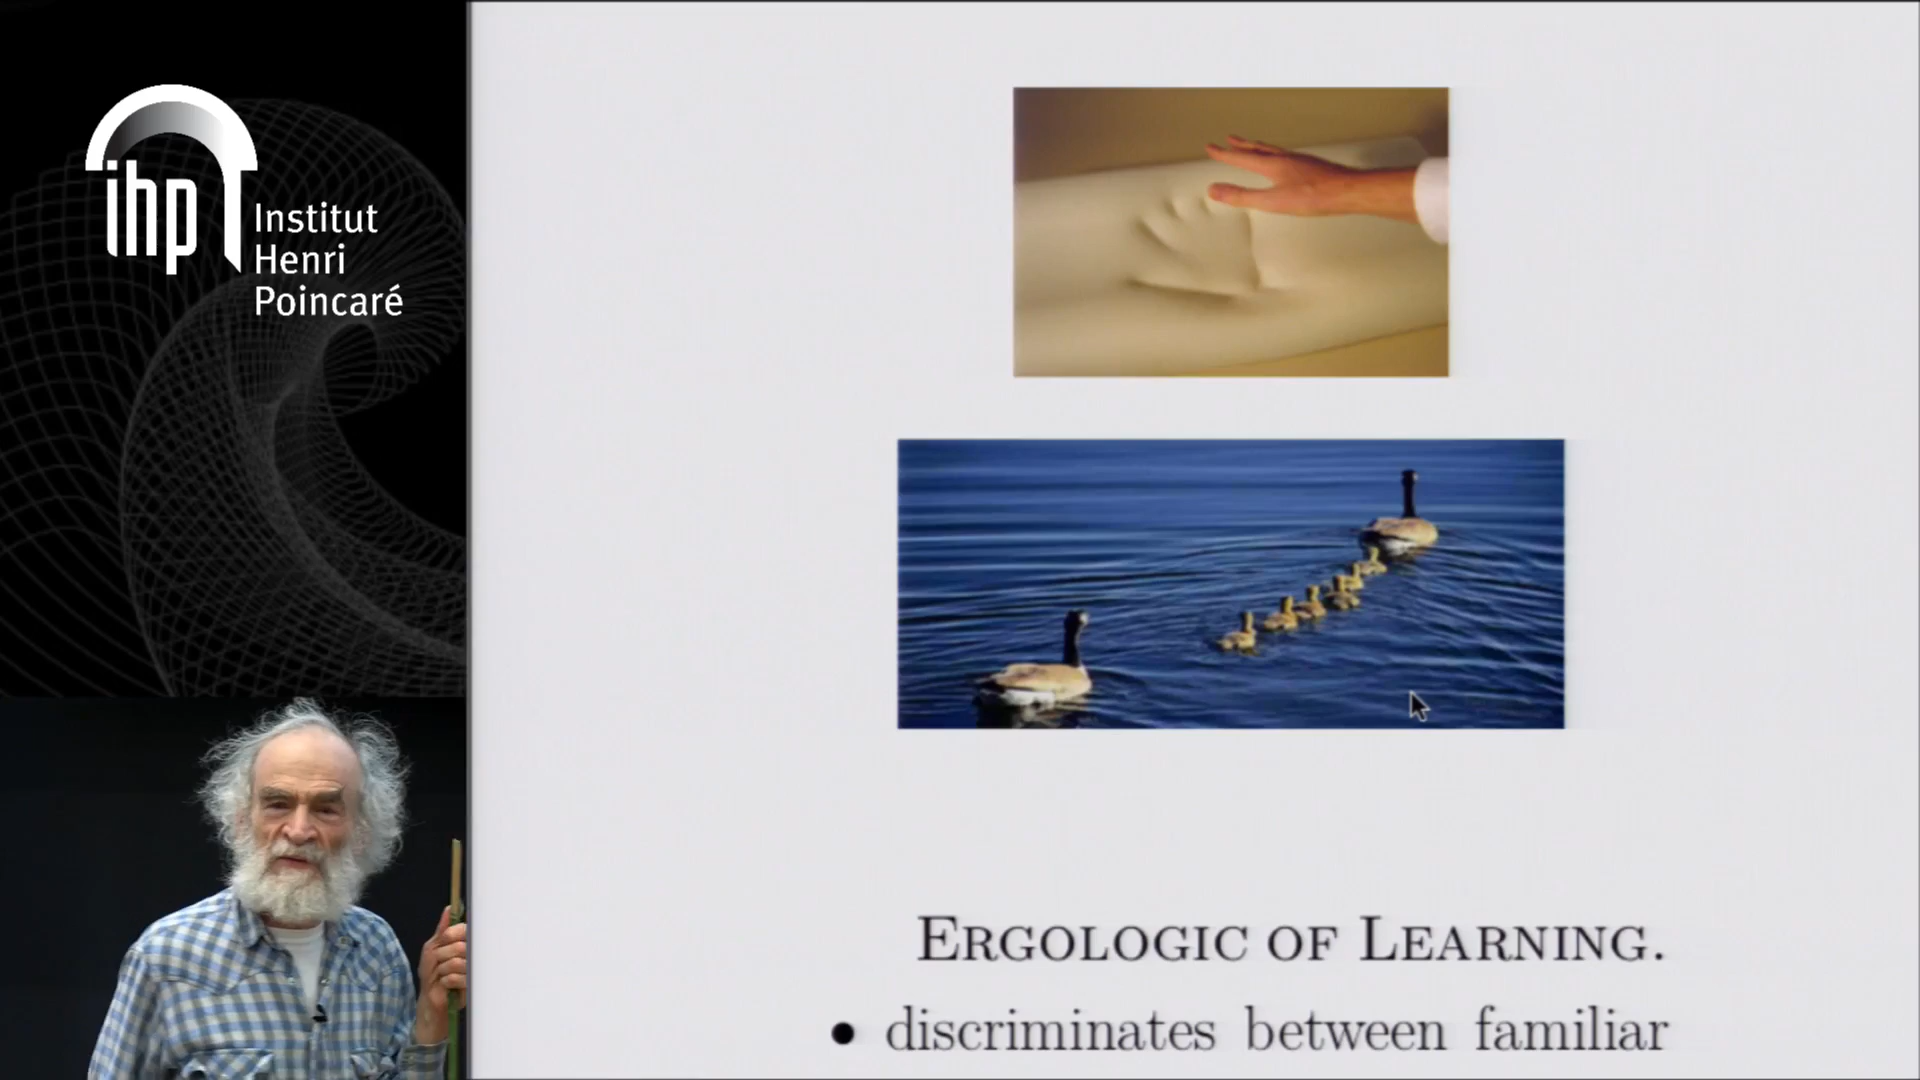 ihp
Institut
Henri
Poincaré
ERGOLOGIC OF LEARNING.
• discriminates between familiar